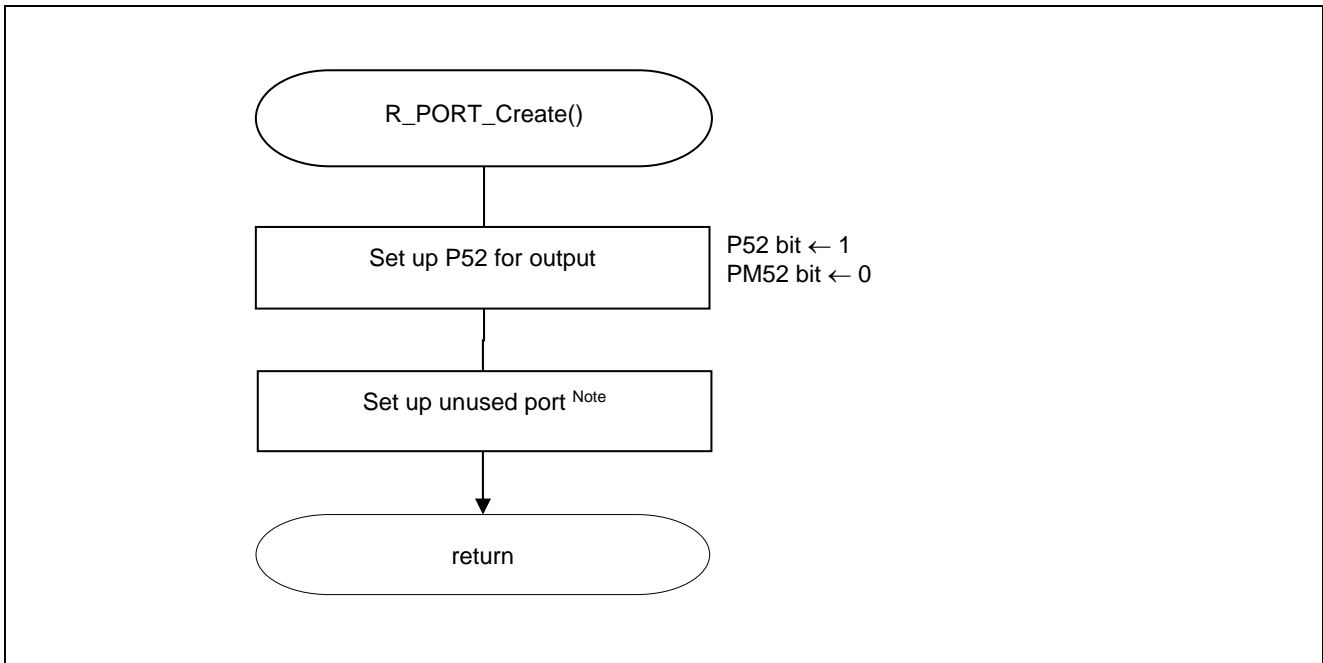 R_PORT_Create()
Set up P52 for output
P52 bit ← 1
PM52 bit ← 0
Set up unused port Note
return